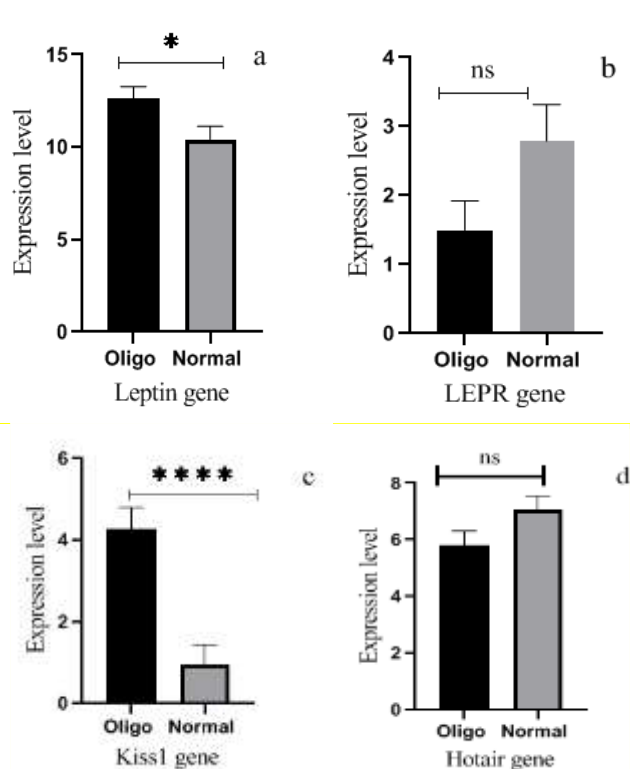 *
a
15
10
5
0
Expression level
Oligo Normal
Leptin gene
ns
b
4
3
2
1
0
Expression level
Oligo Normal
LEPR gene
****
c
6
4
2
0
Expression level
Oligo Normal
Kiss1 gene
ns
d
8
6
4
2
0
Expression level
Oligo Normal
Hotair gene